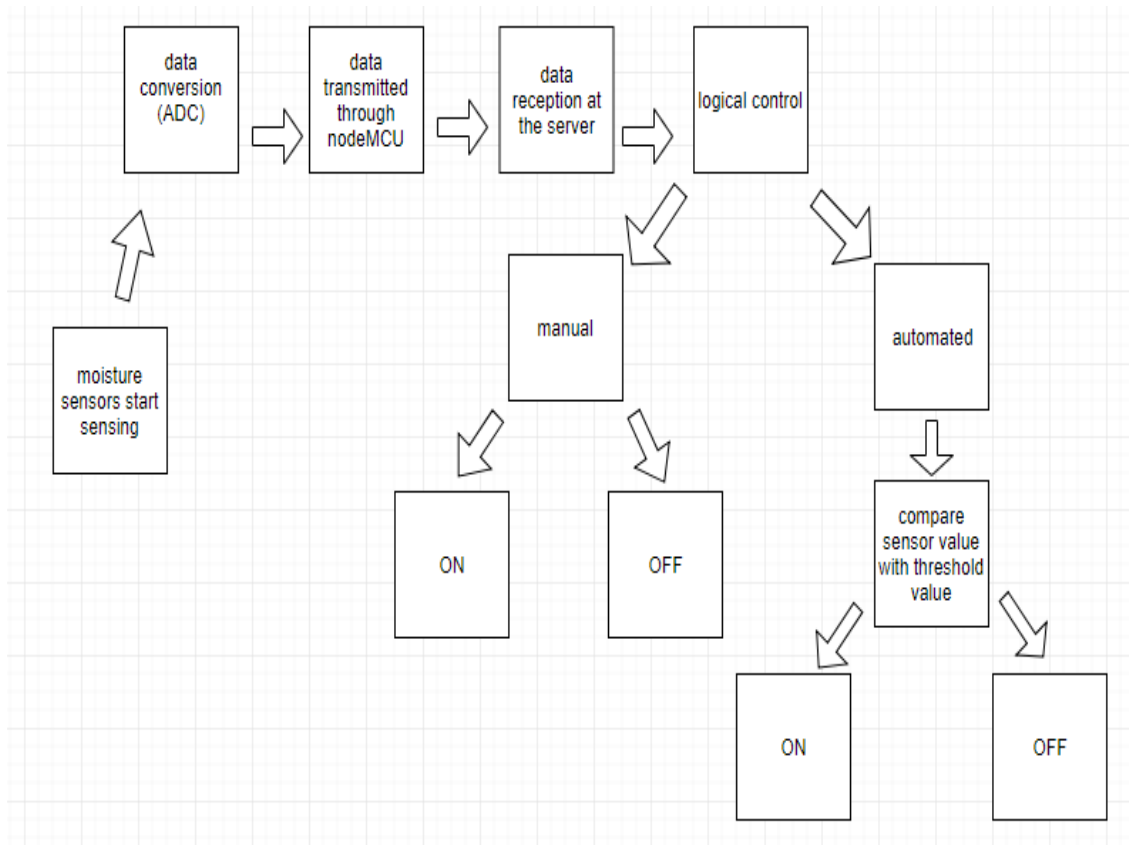 data
conversion
(ADC)
data
transmitted
through
nodeMCU
data
reception at
the server
logical control
moisture
sensors start
sensing
manual
automated
ON
OFF
compare
sensor value
with threshold
value
ON
OFF